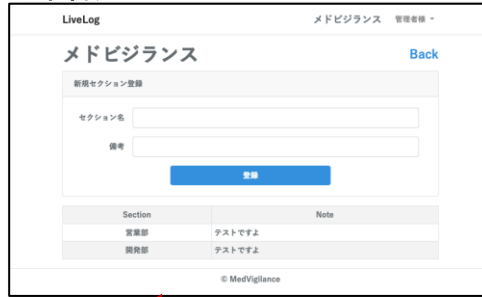 LiveLog メドビジランス 管理者様
メドビジランス Back
新規セクション登録
セクション名
備考
登録
Section Note
営業部 テストですよ
開発部 テストですよ
© MedVigilance